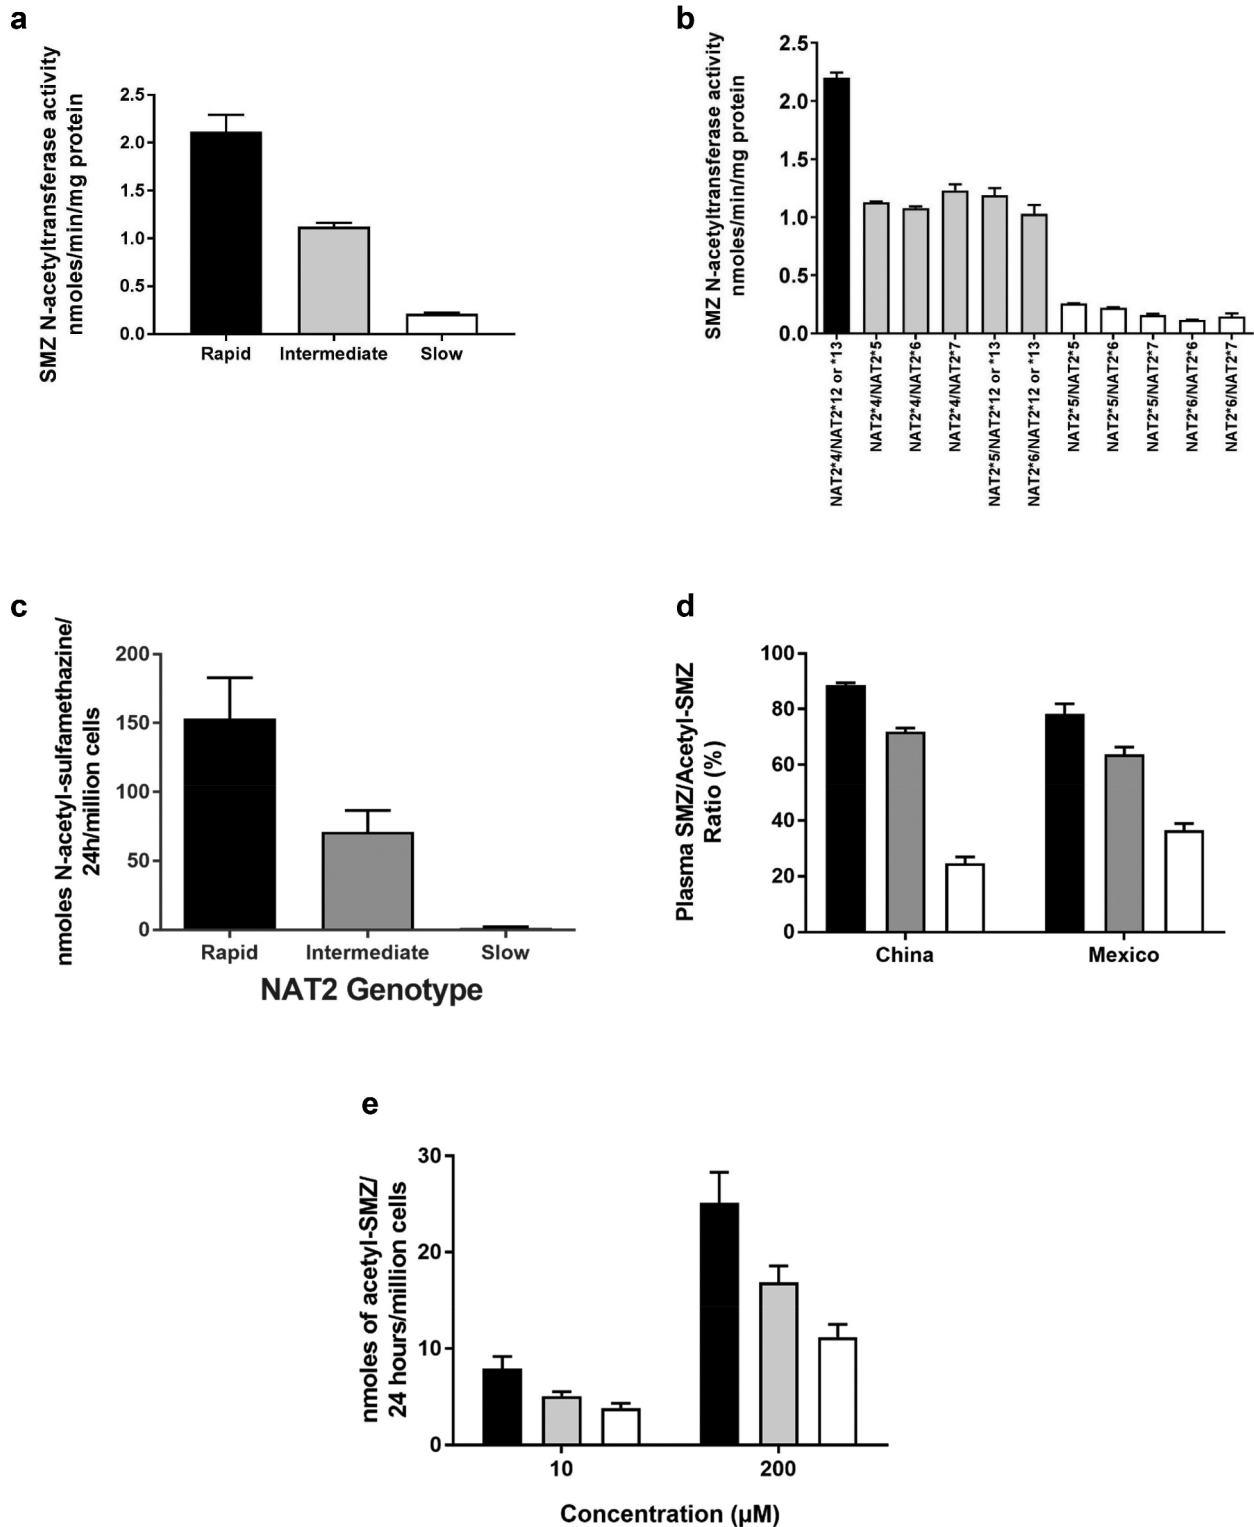 a
SMZ N-acetyltransferase activity
nmoles/min/mg protein
2.5
2.0
1.5
1.0
0.5
0.0
Rapid Intermediate Slow
b
SMZ N-acetyltransferase activity
nmoles/min/mg protein
2.5
2.0
1.5
1.0
0.5
0.0
NAT2*4/NAT2*12 or *13
NAT2*4/NAT2*5
NAT2*4/NAT2*6
NAT2*4/NAT2*7
NAT2*5/NAT2*12 or *13
NAT2*6/NAT2*12 or *13
NAT2*5/NAT2*5
NAT2*5/NAT2*6
NAT2*5/NAT2*7
NAT2*6/NAT2*6
NAT2*6/NAT2*7
c
nmoles N-acetyl-sulfamethazine/
24h/million cells
200
150
100
50
0
Rapid Intermediate Slow
NAT2 Genotype
d
Plasma SMZ/Acetyl-SMZ
Ratio (%)
100
80
60
40
20
0
China Mexico
e
nmoles of acetyl-SMZ/
24 hours/million cells
30
20
10
0
10 200
Concentration (µM)